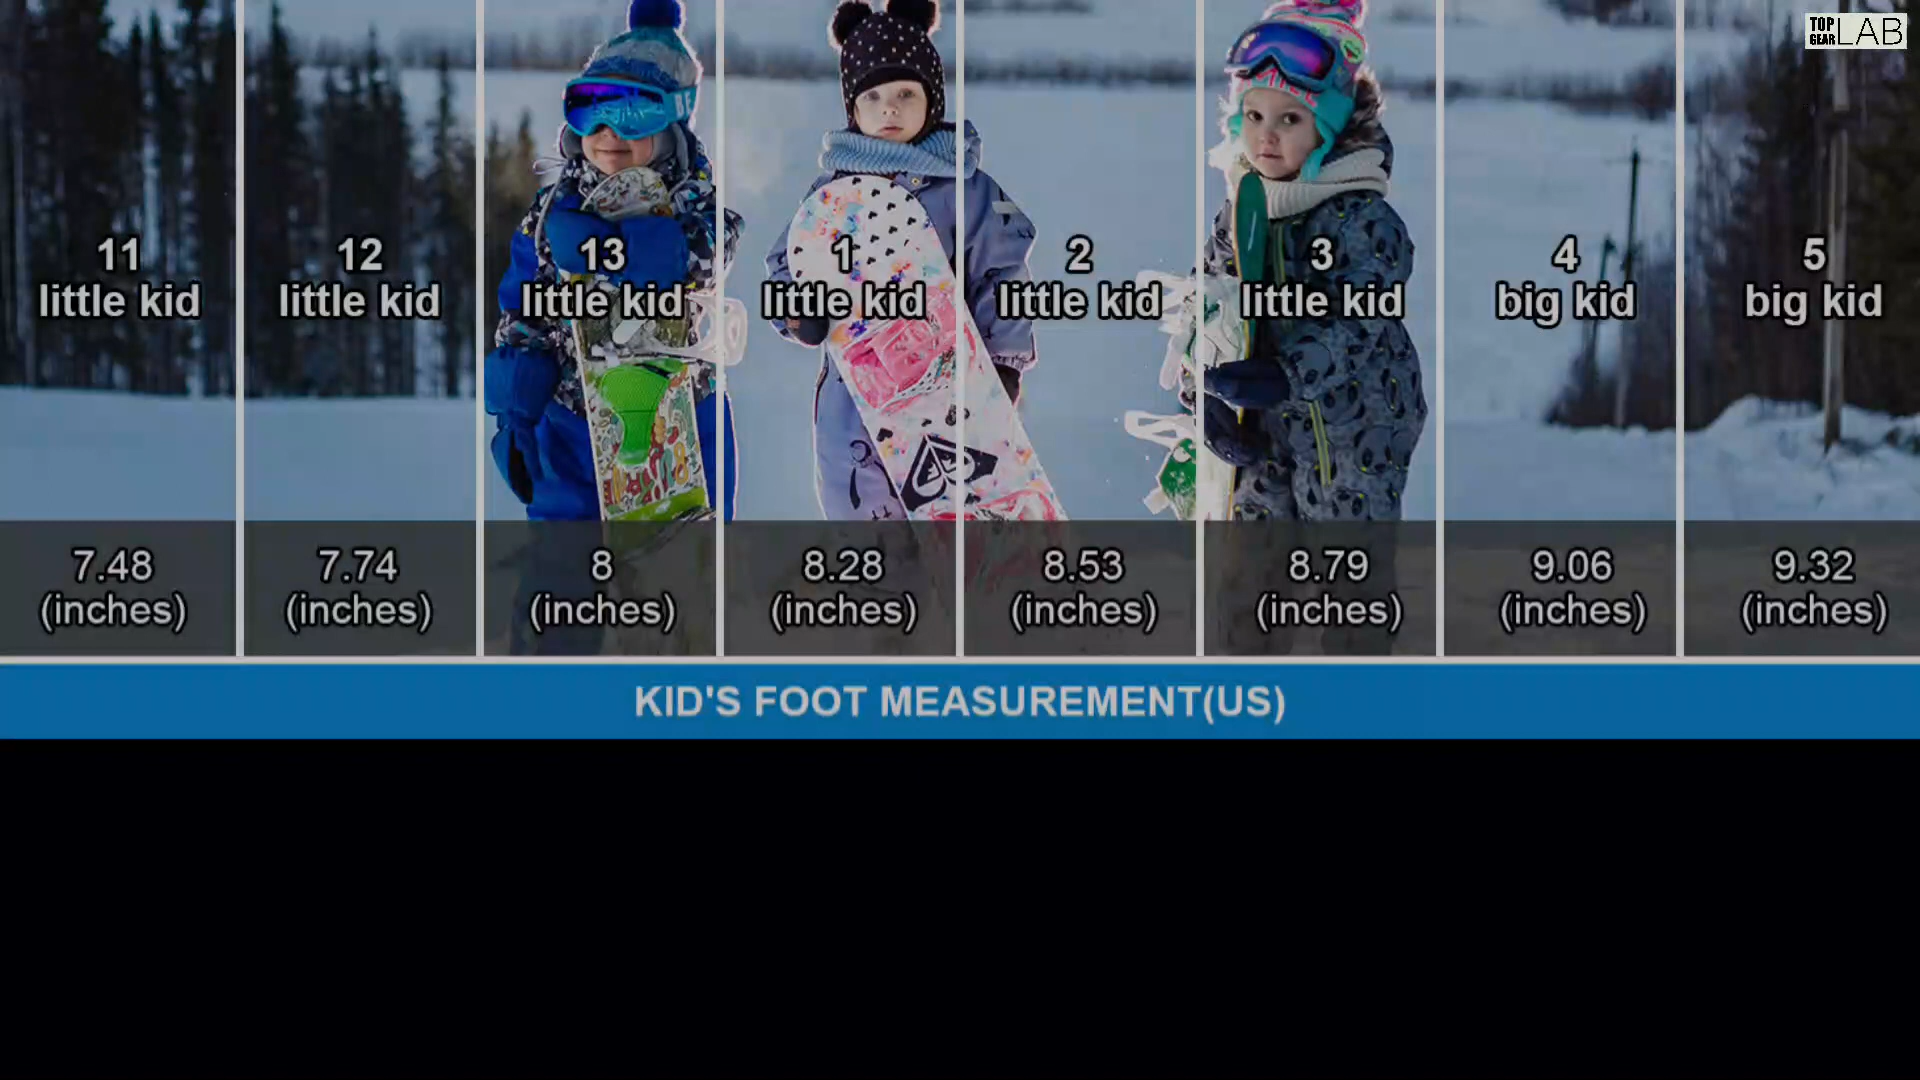 TOP GEAR LAB
11 little kid
12 little kid
13 little kid
1 little kid
2 little kid
3 little kid
4 big kid
5 big kid
7.48 (inches)
7.74 (inches)
8 (inches)
8.28 (inches)
8.53 (inches)
8.79 (inches)
9.06 (inches)
9.32 (inches)
KID'S FOOT MEASUREMENT(US)